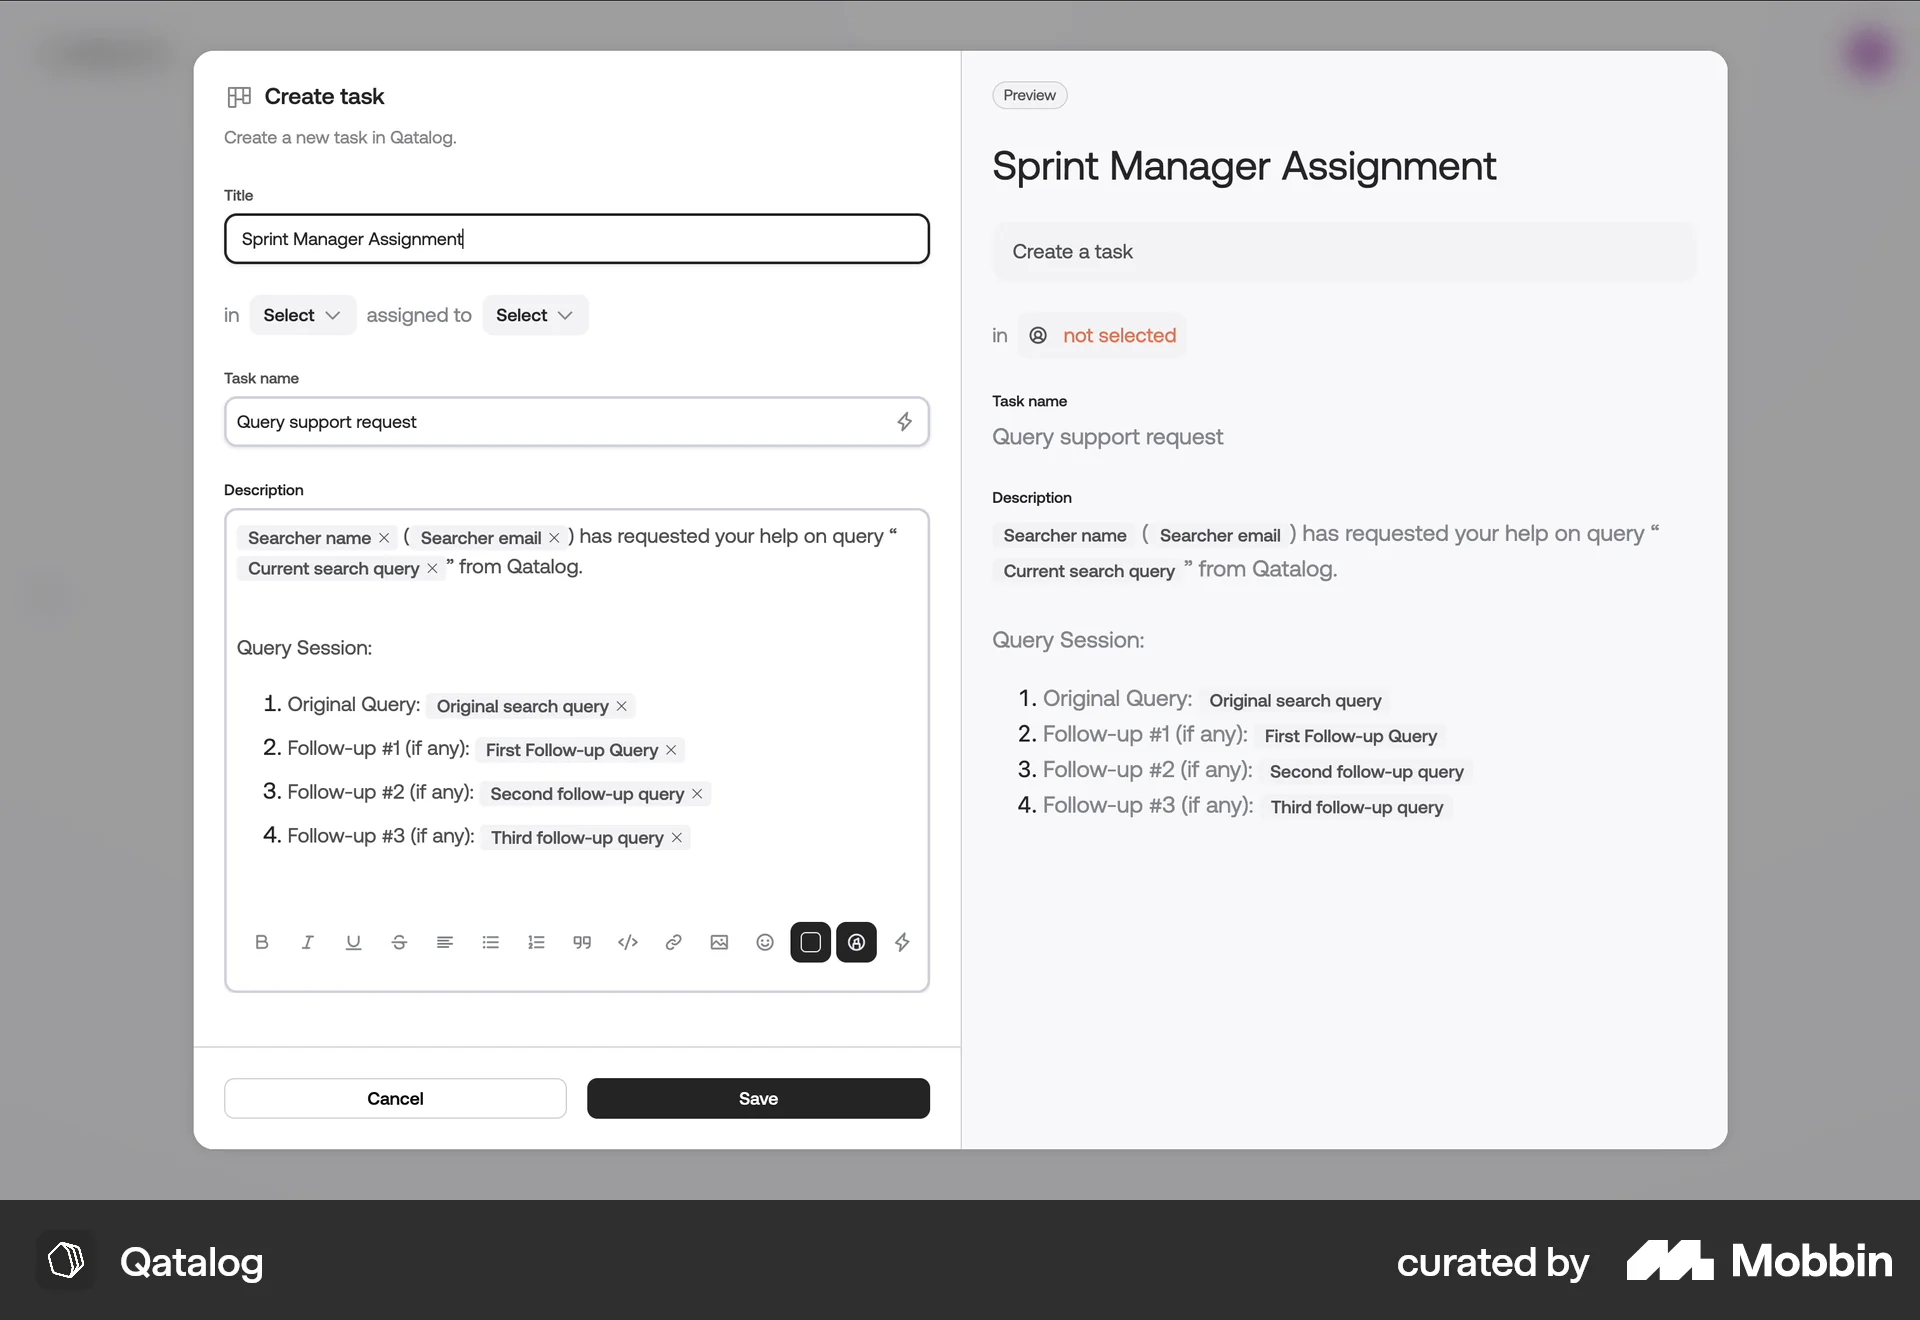 Create task
Create a new task in Qatalog.
Title
Sprint Manager Assignment
in Select assigned to Select
Task name
Query support request
Description
Searcher name × ( Searcher email × ) has requested your help on query “
Current search query × ” from Qatalog.
Query Session:
1. Original Query: Original search query ×
2. Follow-up #1 (if any): First Follow-up Query ×
3. Follow-up #2 (if any): Second follow-up query ×
4. Follow-up #3 (if any): Third follow-up query ×
Cancel Save
Preview
Sprint Manager Assignment
Create a task
in not selected
Task name
Query support request
Description
Searcher name ( Searcher email ) has requested your help on query “
Current search query ” from Qatalog.
Query Session:
1. Original Query: Original search query
2. Follow-up #1 (if any): First Follow-up Query
3. Follow-up #2 (if any): Second follow-up query
4. Follow-up #3 (if any): Third follow-up query
Qatalog
curated by Mobbin